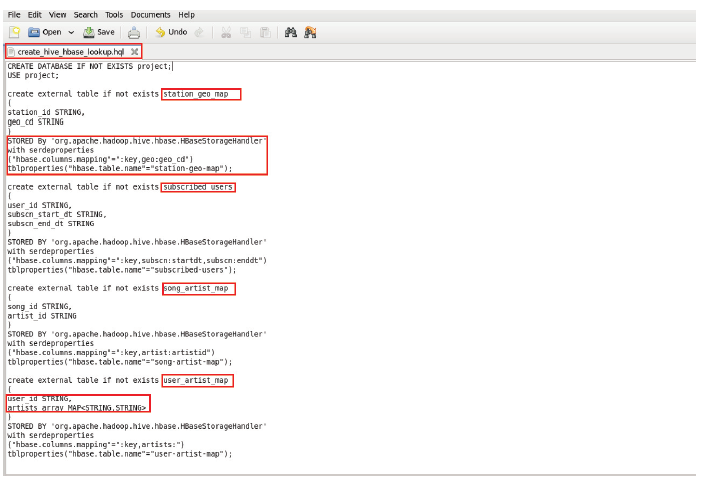 File Edit View Search Tools Documents Help
Open Save Undo
create_hive_hbase_lookup.hql
CREATE DATABASE IF NOT EXISTS project;
USE project;
create external table if not exists station_geo_map
(
station_id STRING,
geo_cd STRING
)
STORED By 'org.apache.hadoop.hive.hbase.HBaseStorageHandler'
with serdeproperties
("hbase.columns.mapping"=":key,geo:geo_cd")
tblproperties("hbase.table.name"="station-geo-map");
create external table if not exists subscribed_users
(
user_id STRING,
subscn_start_dt STRING,
subscn_end_dt STRING
)
STORED BY 'org.apache.hadoop.hive.hbase.HBaseStorageHandler'
with serdeproperties
("hbase.columns.mapping"=":key,subscn:startdt,subscn:enddt")
tblproperties("hbase.table.name"="subscribed-users");
create external table if not exists song_artist_map
(
song_id STRING,
artist_id STRING
)
STORED BY 'org.apache.hadoop.hive.hbase.HBaseStorageHandler'
with serdeproperties
("hbase.columns.mapping"=":key,artist:artistid")
tblproperties("hbase.table.name"="song-artist-map");
create external table if not exists user_artist_map
(
user_id STRING,
artists_array MAP<STRING,STRING>
)
STORED BY 'org.apache.hadoop.hive.hbase.HBaseStorageHandler'
with serdeproperties
("hbase.columns.mapping"=":key,artists:")
tblproperties("hbase.table.name"="user-artist-map");